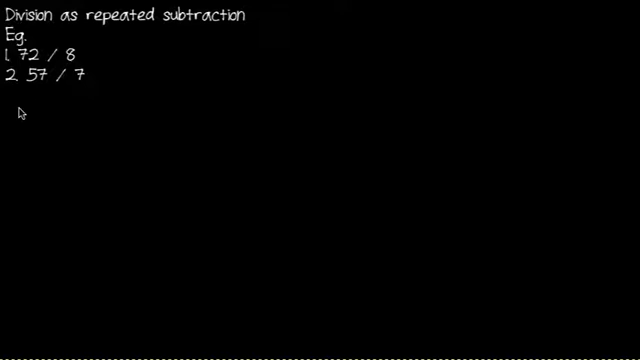 Division as repeated subtraction
Eg.
1. 72 / 8
2. 57 / 7